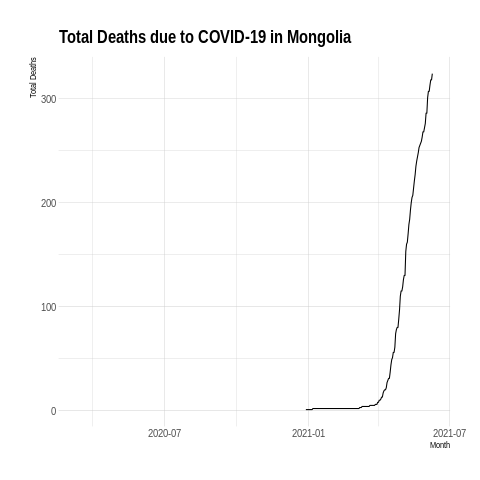 Total Deaths due to COVID-19 in Mongolia
Total Deaths
300
200
100
0
2020-07
2021-01
2021-07
Month